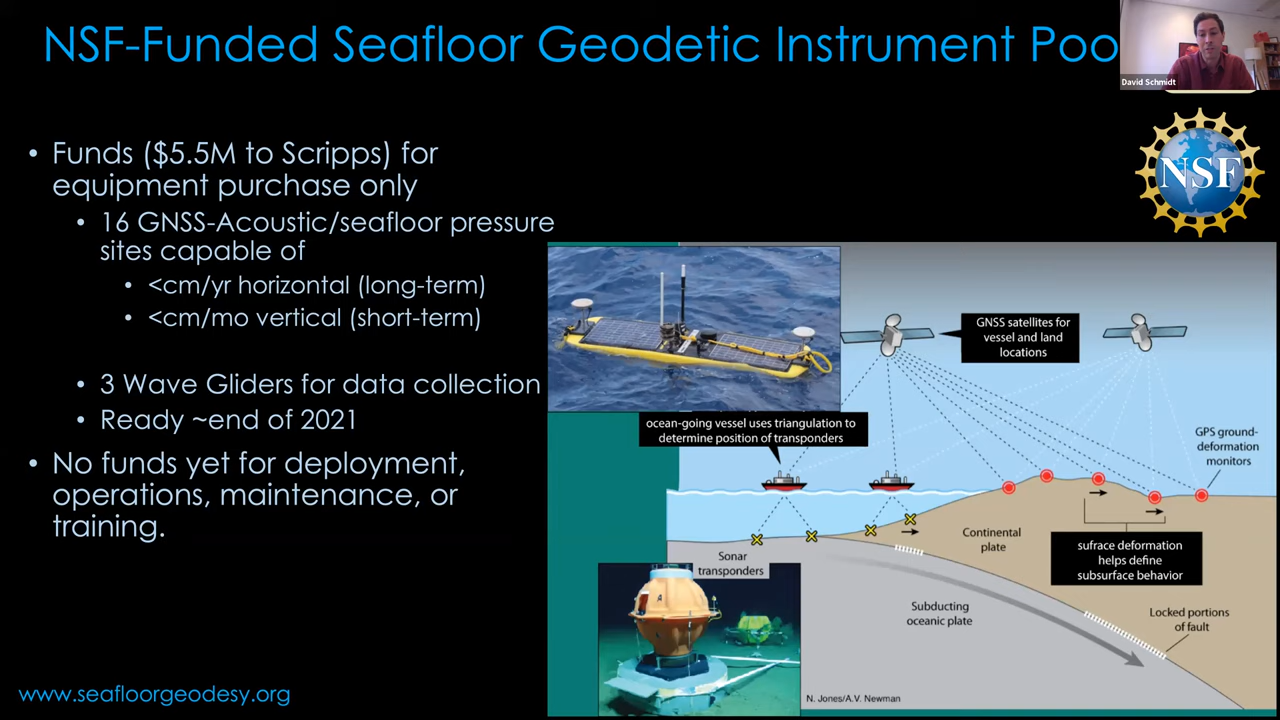 NSF-Funded Seafloor Geodetic Instrument Poo
David Schmidt
NSF
• Funds ($5.5M to Scripps) for
equipment purchase only
• 16 GNSS-Acoustic/seafloor pressure
sites capable of
• <cm/yr horizontal (long-term)
• <cm/mo vertical (short-term)
• 3 Wave Gliders for data collection
• Ready ~end of 2021
• No funds yet for deployment,
operations, maintenance, or
training.
GNSS satellites for
vessel and land
locations
ocean-going vessel uses triangulation to
determine position of transponders
GPS ground-
deformation
monitors
Continental
plate
sufrace deformation
helps define
subsurface behavior
Sonar
transponders
Subducting
oceanic plate
Locked portions
of fault
N. Jones/A.V. Newman
www.seafloorgeodesy.org